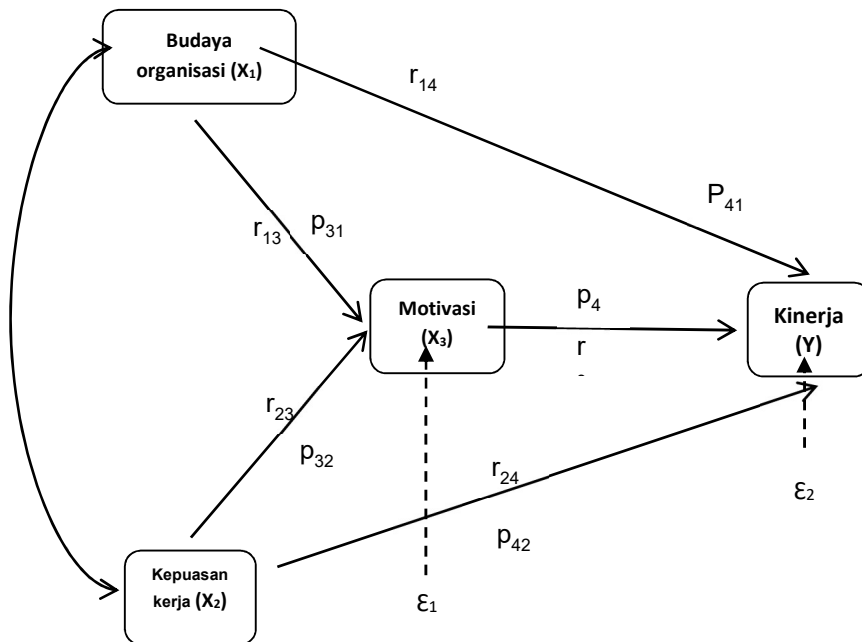 Budaya
organisasi (X₁)
r₁₄
P₄₁
r₁₃
p₃₁
Motivasi
(X₃)
p₄
r
Kinerja
(Y)
r₂₃
p₃₂
r₂₄
p₄₂
ε₂
Kepuasan
kerja (X₂)
ε₁